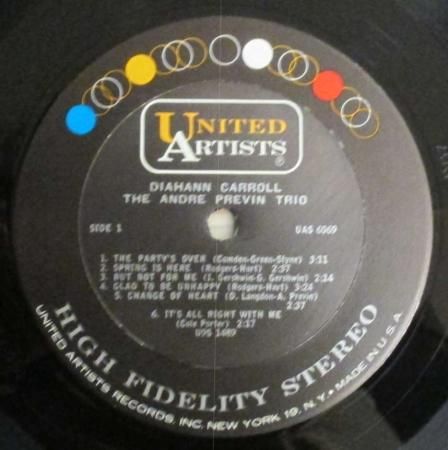 UNITED
ARTISTS ®
DIAHANN CARROLL
THE ANDRE PREVIN TRIO
SIDE 1
UAS 6069
1. THE PARTY'S OVER (Comden-Green-Styne) 3:11
2. SPRING IS HERE (Rodgers-Hart) 2:37
3. BUT NOT FOR ME (I. Gershwin-G. Gershwin) 2:14
4. GLAD TO BE UNHAPPY (Rodgers-Hart) 3:24
5. CHANGE OF HEART (D. Langdon-A. Previn)
2:37
6. IT'S ALL RIGHT WITH ME
(Cole Porter) 2:37
HIGH FIDELITY STEREO
UNITED ARTISTS RECORDS, INC. NEW YORK 19, N.Y. • MADE IN U.S.A.